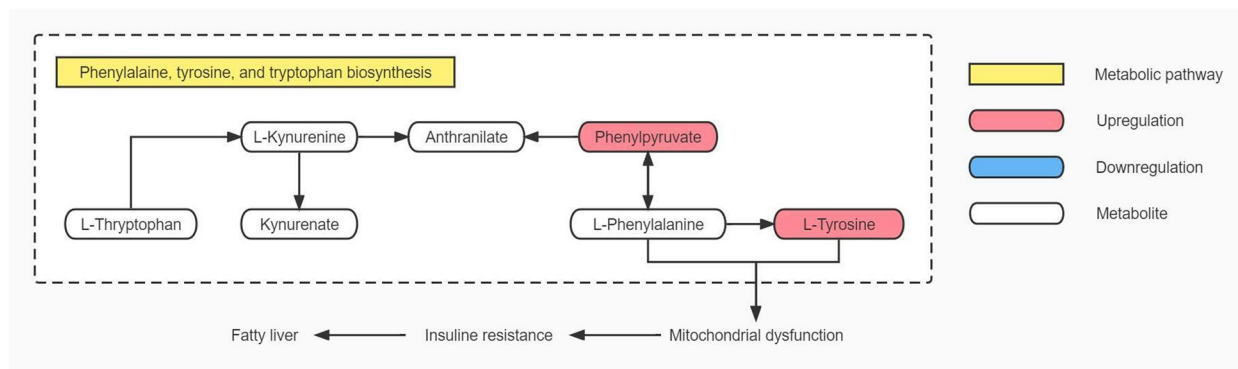 Phenylalaine, tyrosine, and tryptophan biosynthesis
Metabolic pathway
L-Kynurenine
Anthranilate
Phenylpyruvate
Upregulation
Downregulation
L-Thryptophan
Kynurenate
L-Phenylalanine
L-Tyrosine
Metabolite
Fatty liver
Insuline resistance
Mitochondrial dysfunction